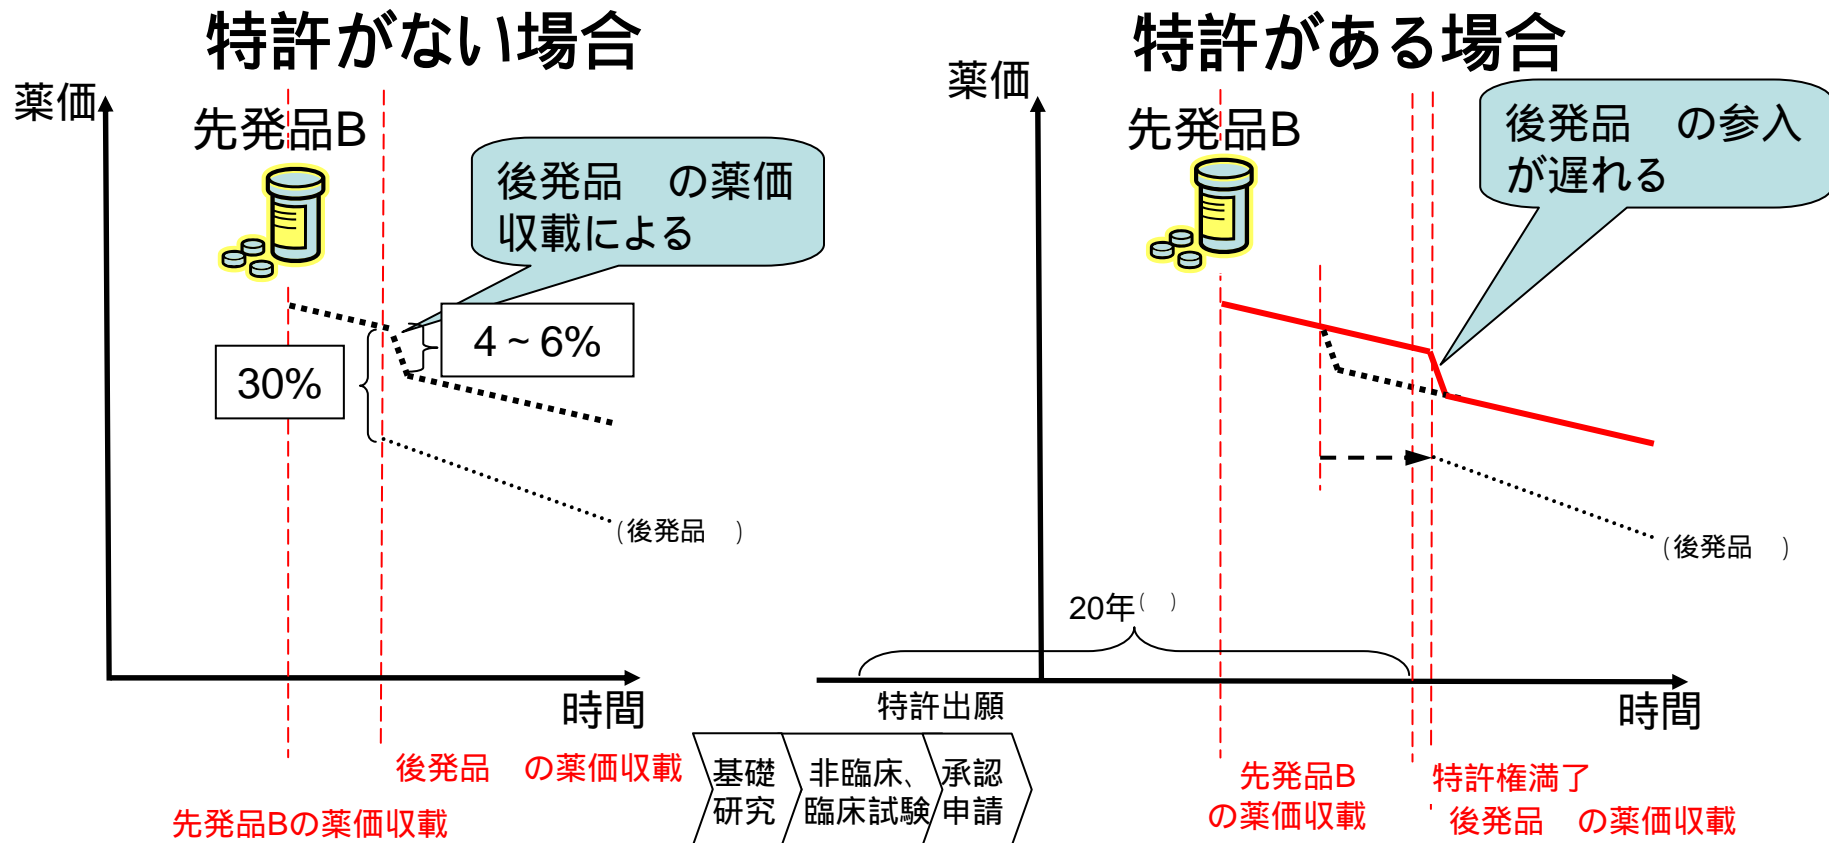 特許がない場合
薬価
先発品B
後発品　の薬価
収載による
4～6%
30%
(後発品　)
時間
後発品　の薬価収載
先発品Bの薬価収載
特許がある場合
薬価
先発品B
後発品　の参入
が遅れる
(後発品　)
20年(　)
時間
特許出願
基礎
研究
非臨床、
臨床試験
承認
申請
先発品B
の薬価収載
特許権満了
後発品　の薬価収載